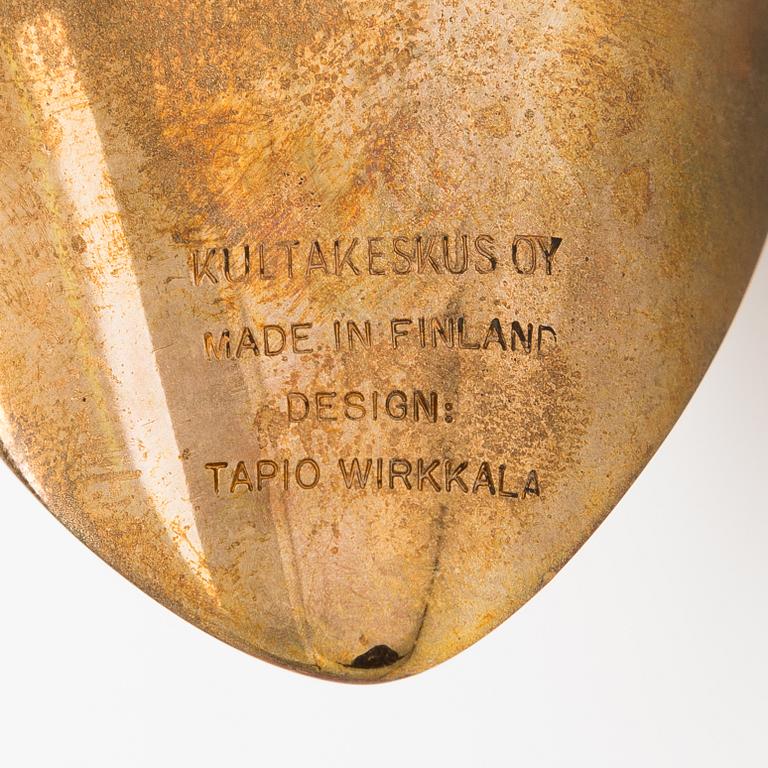 KULTAKESKUS OY
MADE IN FINLAND
DESIGN:
TAPIO WIRKKALA